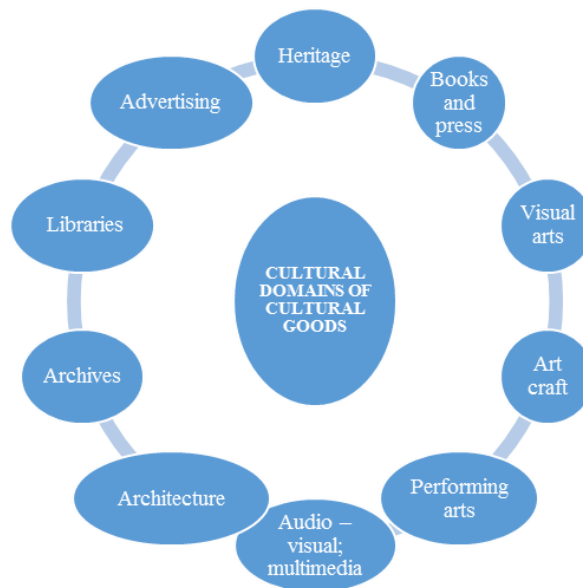 Heritage
Books
and
press
Visual
arts
Art
craft
Performing
arts
Audio –
visual;
multimedia
Architecture
Archives
Libraries
Advertising
CULTURAL
DOMAINS OF
CULTURAL
GOODS